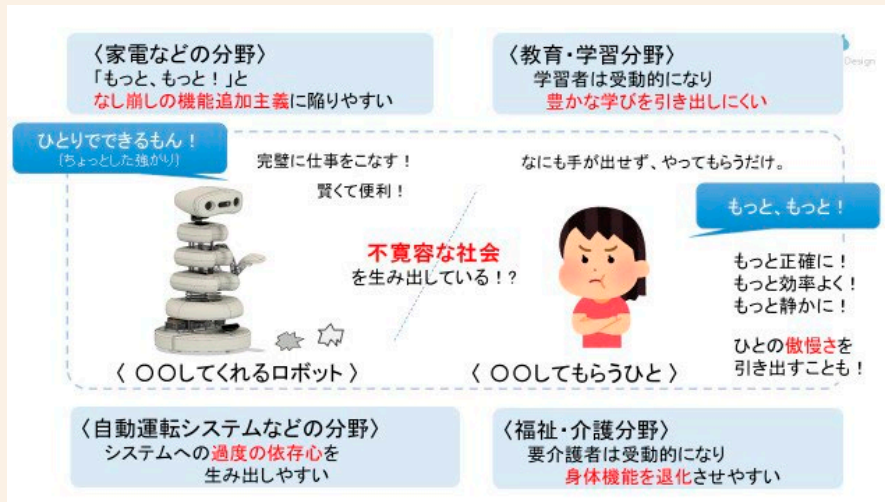 〈家電などの分野〉
「もっと、もっと！」と
なし崩しの機能追加主義に陥りやすい
〈教育・学習分野〉
学習者は受動的になり
豊かな学びを引き出しにくい
Design
ひとりでできるもん！
(ちょっとした強がり)
完璧に仕事をこなす！
賢くて便利！
なにも手が出せず、やってもらうだけ。
もっと、もっと！
不寛容な社会
を生み出している！？
もっと正確に！
もっと効率よく！
もっと静かに！
ひとの傲慢さを
引き出すことも！
〈 〇〇してくれるロボット 〉
〈 〇〇してもらうひと 〉
〈自動運転システムなどの分野〉
システムへの過度の依存心を
生み出しやすい
〈福祉・介護分野〉
要介護者は受動的になり
身体機能を退化させやすい